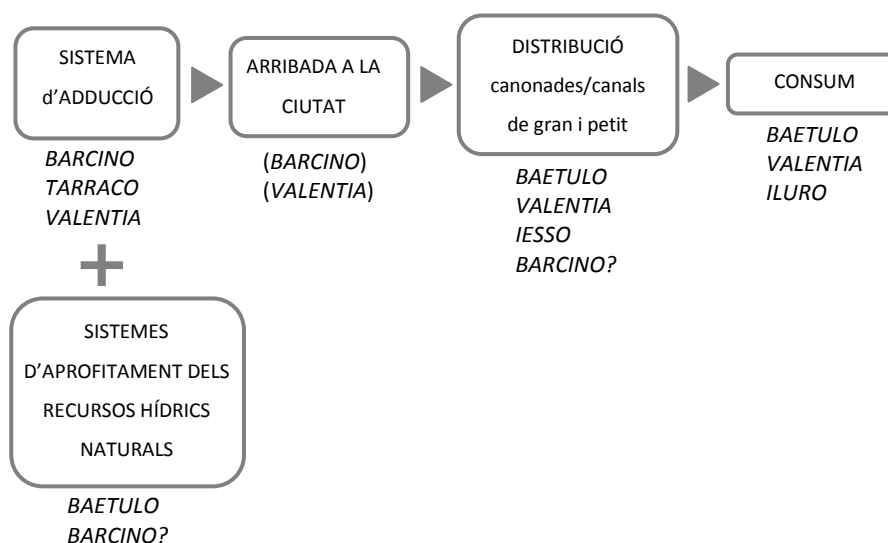 SISTEMA
d'ADDUCCIÓ
BARCINO
TARRACO
VALENTIA
SISTEMES
D'APROFITAMENT DELS
RECURSOS HÍDRICS
NATURALS
BAETULO
BARCINO?
ARRIBADA A LA
CIUTAT
(BARCINO)
(VALENTIA)
DISTRIBUCIÓ
canonades/canals
de gran i petit
BAETULO
VALENTIA
IESSO
BARCINO?
CONSUM
BAETULO
VALENTIA
ILURO